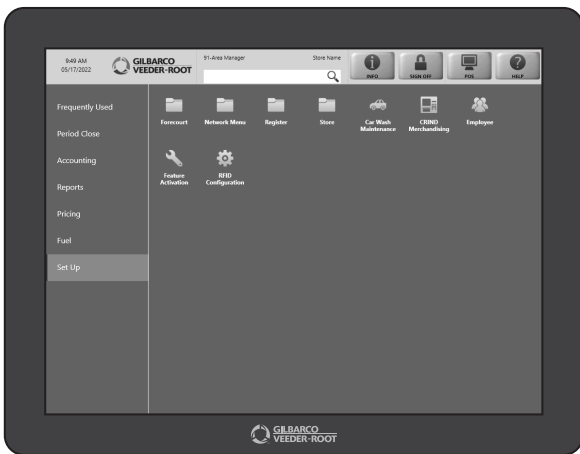 9:49 AM
05/17/2022
GILBARCO
VEEDER-ROOT
91-Area Manager
Store Name
INFO
SIGN OFF
POS
HELP
Frequently Used
Period Close
Accounting
Reports
Pricing
Fuel
Set Up
Forecourt
Network Menu
Register
Store
Car Wash
Maintenance
CRIND
Merchandising
Employee
Feature
Activation
RFID
Configuration
GILBARCO
VEEDER-ROOT